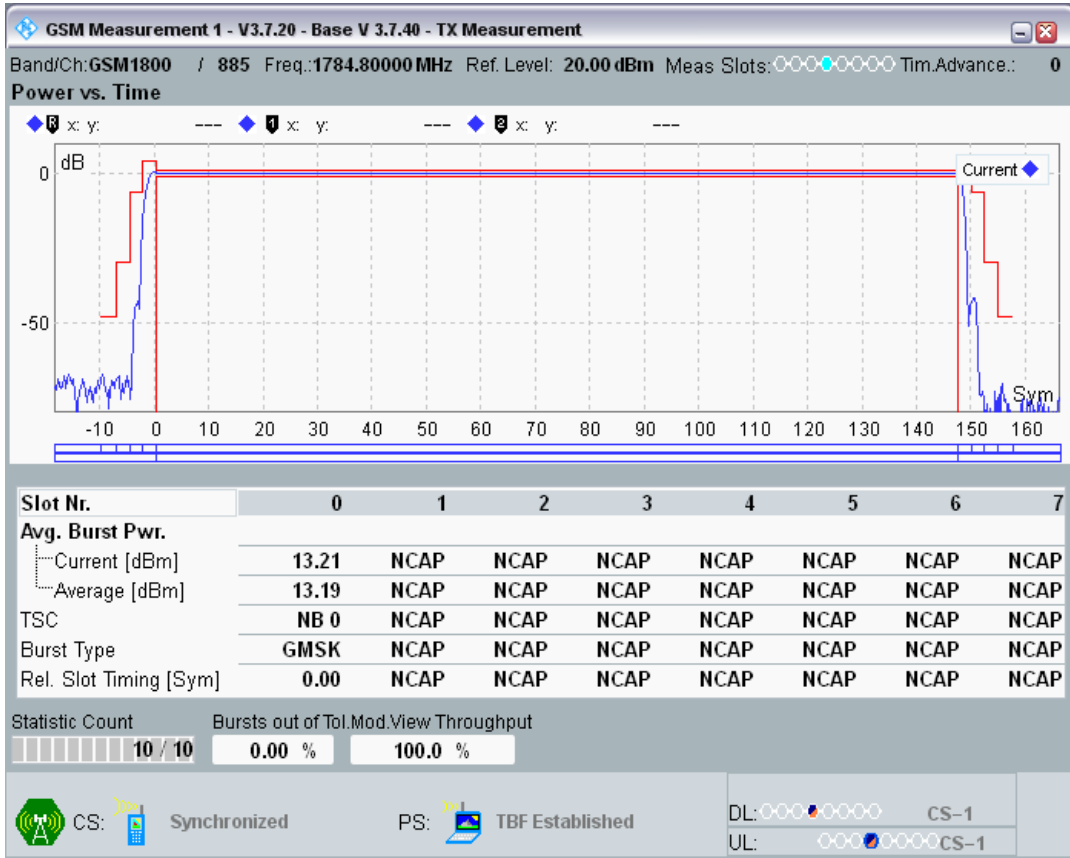 GSM Measurement 1 - V3.7.20 - Base V 3.7.40 - TX Measurement
Band/Ch:GSM1800 / 885 Freq.:1784.80000 MHz Ref. Level: 20.00 dBm Meas Slots: Tim.Advance.: 0
Power vs. Time
R x: y: --- 1 x: y: --- 2 x: y: ---
dB
Current
0
-50
Sym
-10 0 10 20 30 40 50 60 70 80 90 100 110 120 130 140 150 160
Slot Nr. 0 1 2 3 4 5 6 7
Avg. Burst Pwr.
Current [dBm] 13.21 NCAP NCAP NCAP NCAP NCAP NCAP NCAP
Average [dBm] 13.19 NCAP NCAP NCAP NCAP NCAP NCAP NCAP
TSC NB 0 NCAP NCAP NCAP NCAP NCAP NCAP NCAP
Burst Type GMSK NCAP NCAP NCAP NCAP NCAP NCAP NCAP
Rel. Slot Timing [Sym] 0.00 NCAP NCAP NCAP NCAP NCAP NCAP NCAP
Statistic Count Bursts out of Tol. Mod.View Throughput
10 / 10 0.00 % 100.0 %
CS: Synchronized PS: TBF Established DL: CS-1
UL: CS-1